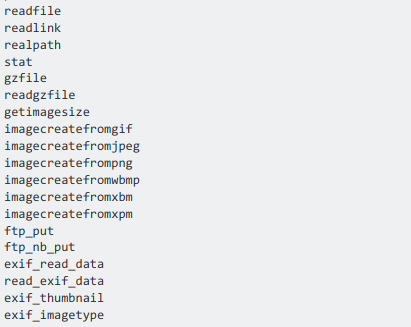 readfile
readlink
realpath
stat
gzfile
readgzfile
getimagesize
imagecreatefromgif
imagecreatefromjpeg
imagecreatefrompng
imagecreatefromwbmp
imagecreatefromxbm
imagecreatefromxpm
ftp_put
ftp_nb_put
exif_read_data
read_exif_data
exif_thumbnail
exif_imagetype